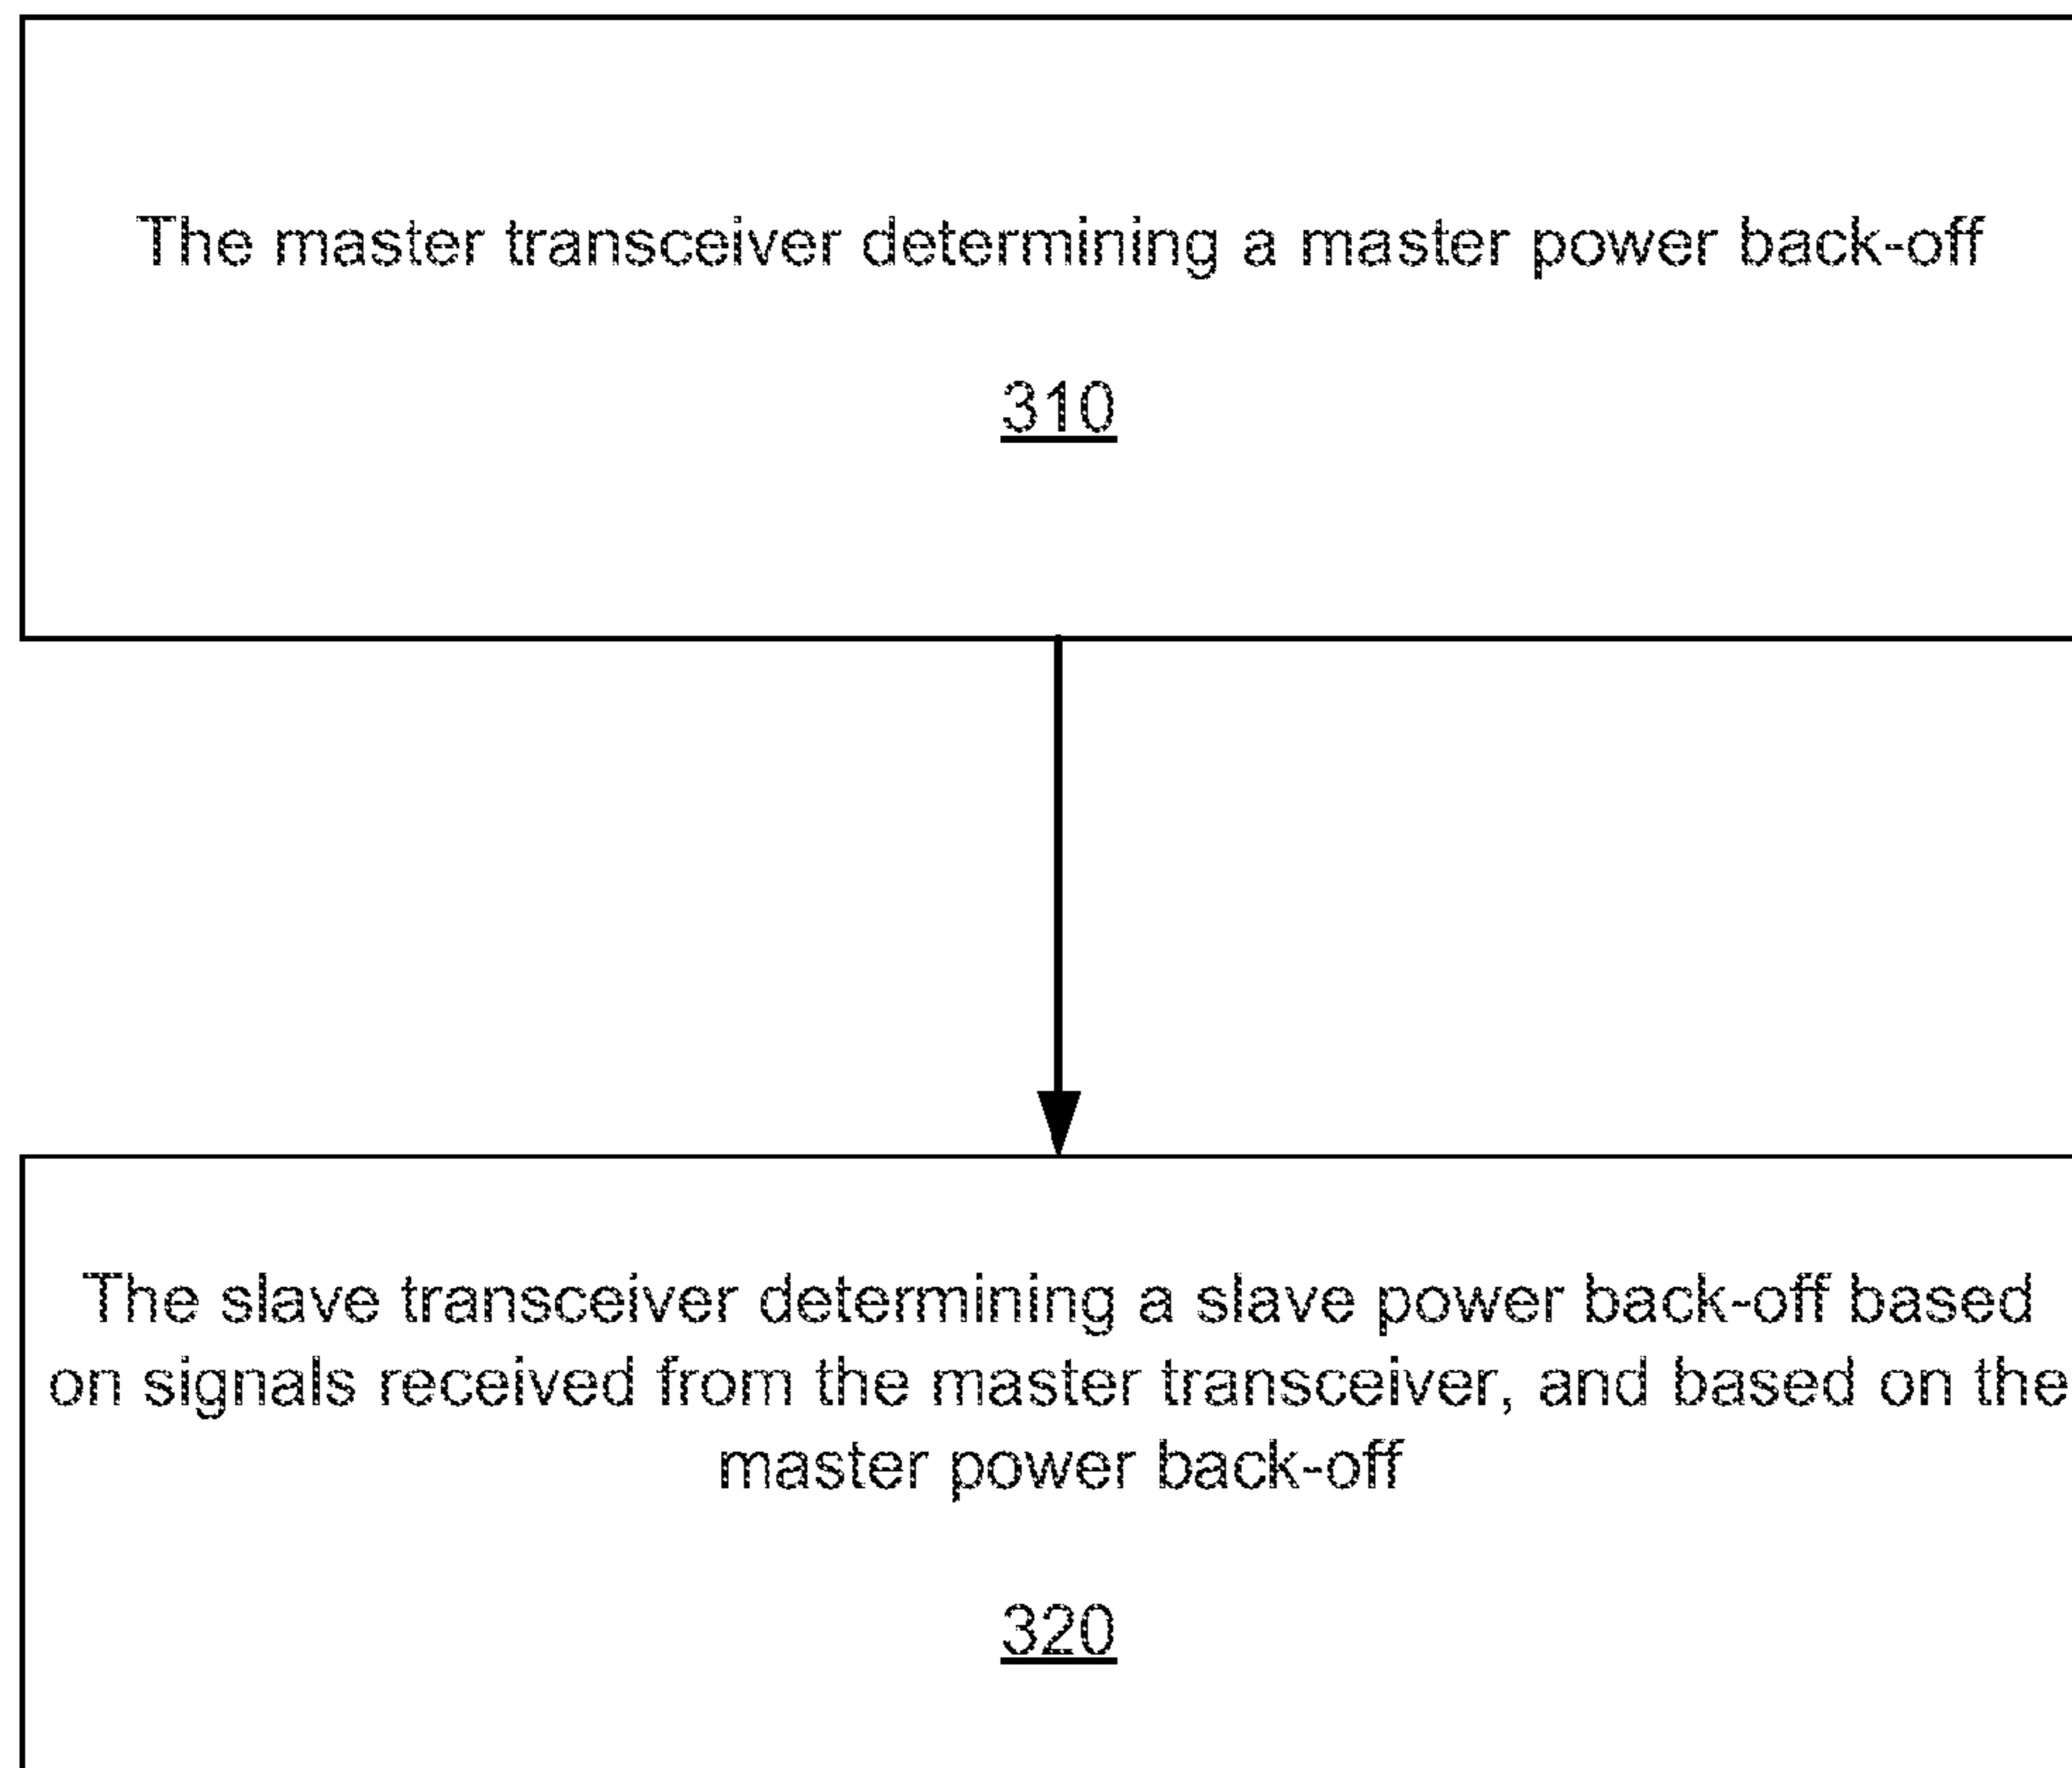 The master transceiver determining a master power back-off
310
The slave transceiver determining a slave power back-off based
on signals received from the master transceiver, and based on the
master power back-off
320